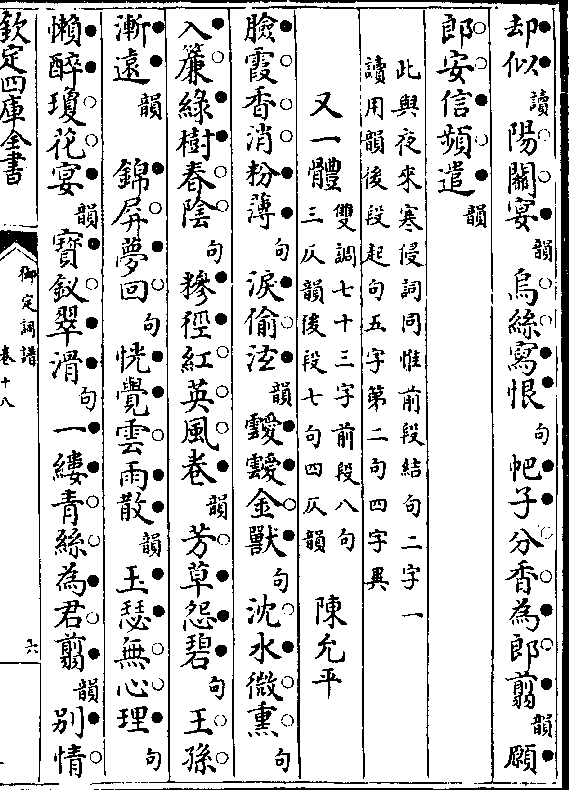 却似讀陽關宴韻烏絲寫恨句帊子分香為郎翦韻願
郎安信頻遣韻
此與夜來寒侵詞同惟前段結句二字一
讀用韻後段起句五字第二句四字異
又一體 雙調七十三字前段八句
三仄韻後段七句四仄韻 陳允平
臉霞香消粉薄句淚偷泫韻靉靉金獸句沈水微熏句
入簾綠樹春陰句糝徑紅英風卷韻芳草怨碧句王孫
漸遠韻 錦屏夢回句恍覺雲雨散韻玉瑟無心理句
懶醉瓊花宴韻寶釵翠滑句一縷青絲為君翦韻別情
欽定四庫全書
御定詞譜
卷十八
六